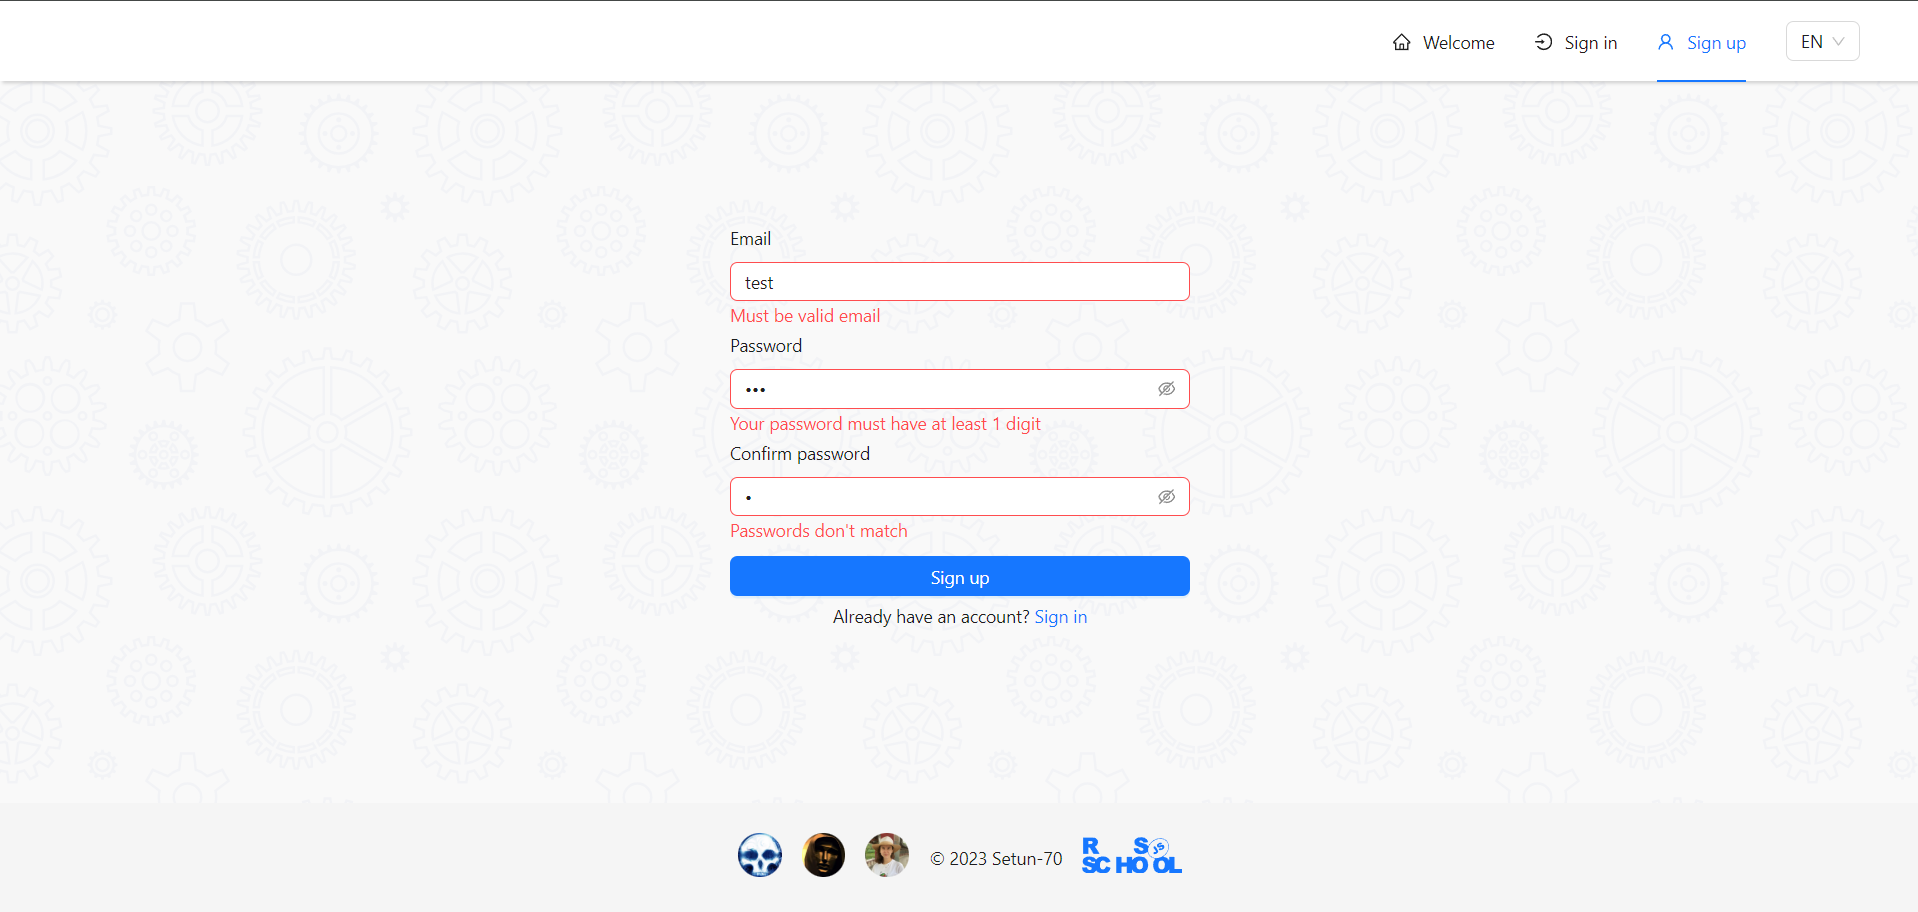 Welcome
Sign in
Sign up
EN
Email
test
Must be valid email
Password
•••
Your password must have at least 1 digit
Confirm password
•
Passwords don't match
Sign up
Already have an account? Sign in
© 2023 Setun-70
R S JS
SCHOOL